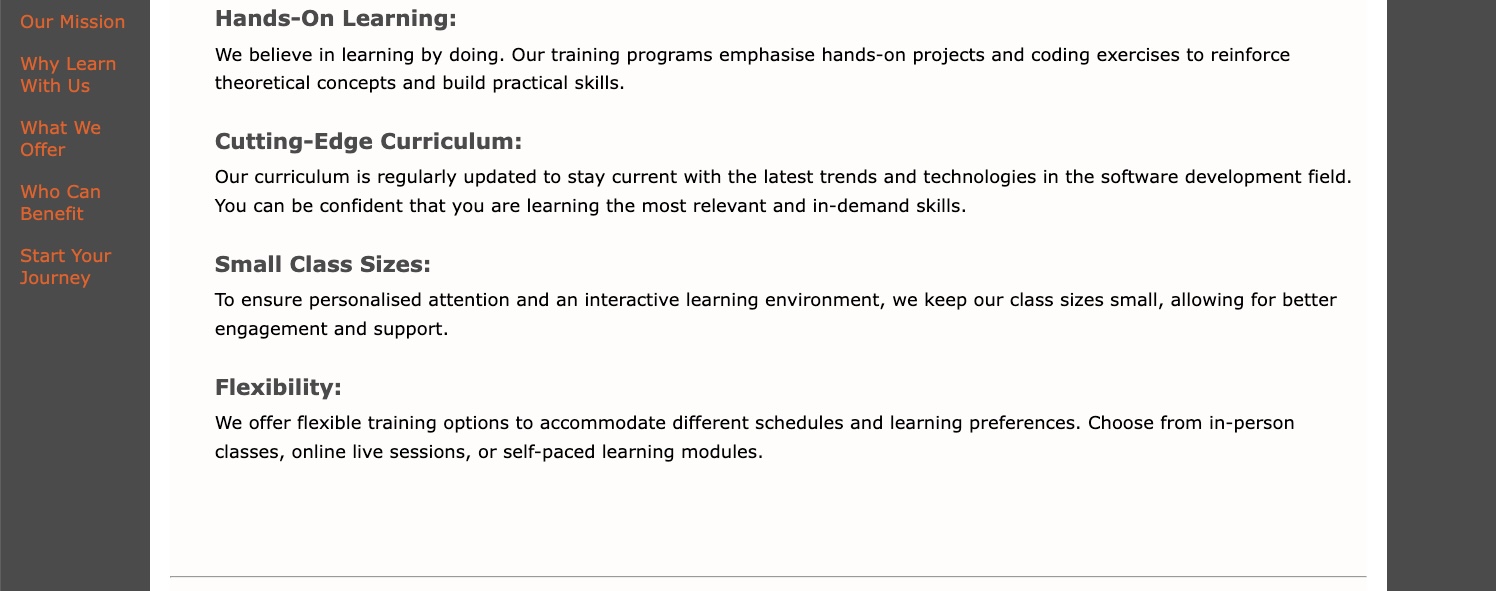 Our Mission
Why Learn
With Us
What We
Offer
Who Can
Benefit
Start Your
Journey
Hands-On Learning:
We believe in learning by doing. Our training programs emphasise hands-on projects and coding exercises to reinforce
theoretical concepts and build practical skills.
Cutting-Edge Curriculum:
Our curriculum is regularly updated to stay current with the latest trends and technologies in the software development field.
You can be confident that you are learning the most relevant and in-demand skills.
Small Class Sizes:
To ensure personalised attention and an interactive learning environment, we keep our class sizes small, allowing for better
engagement and support.
Flexibility:
We offer flexible training options to accommodate different schedules and learning preferences. Choose from in-person
classes, online live sessions, or self-paced learning modules.